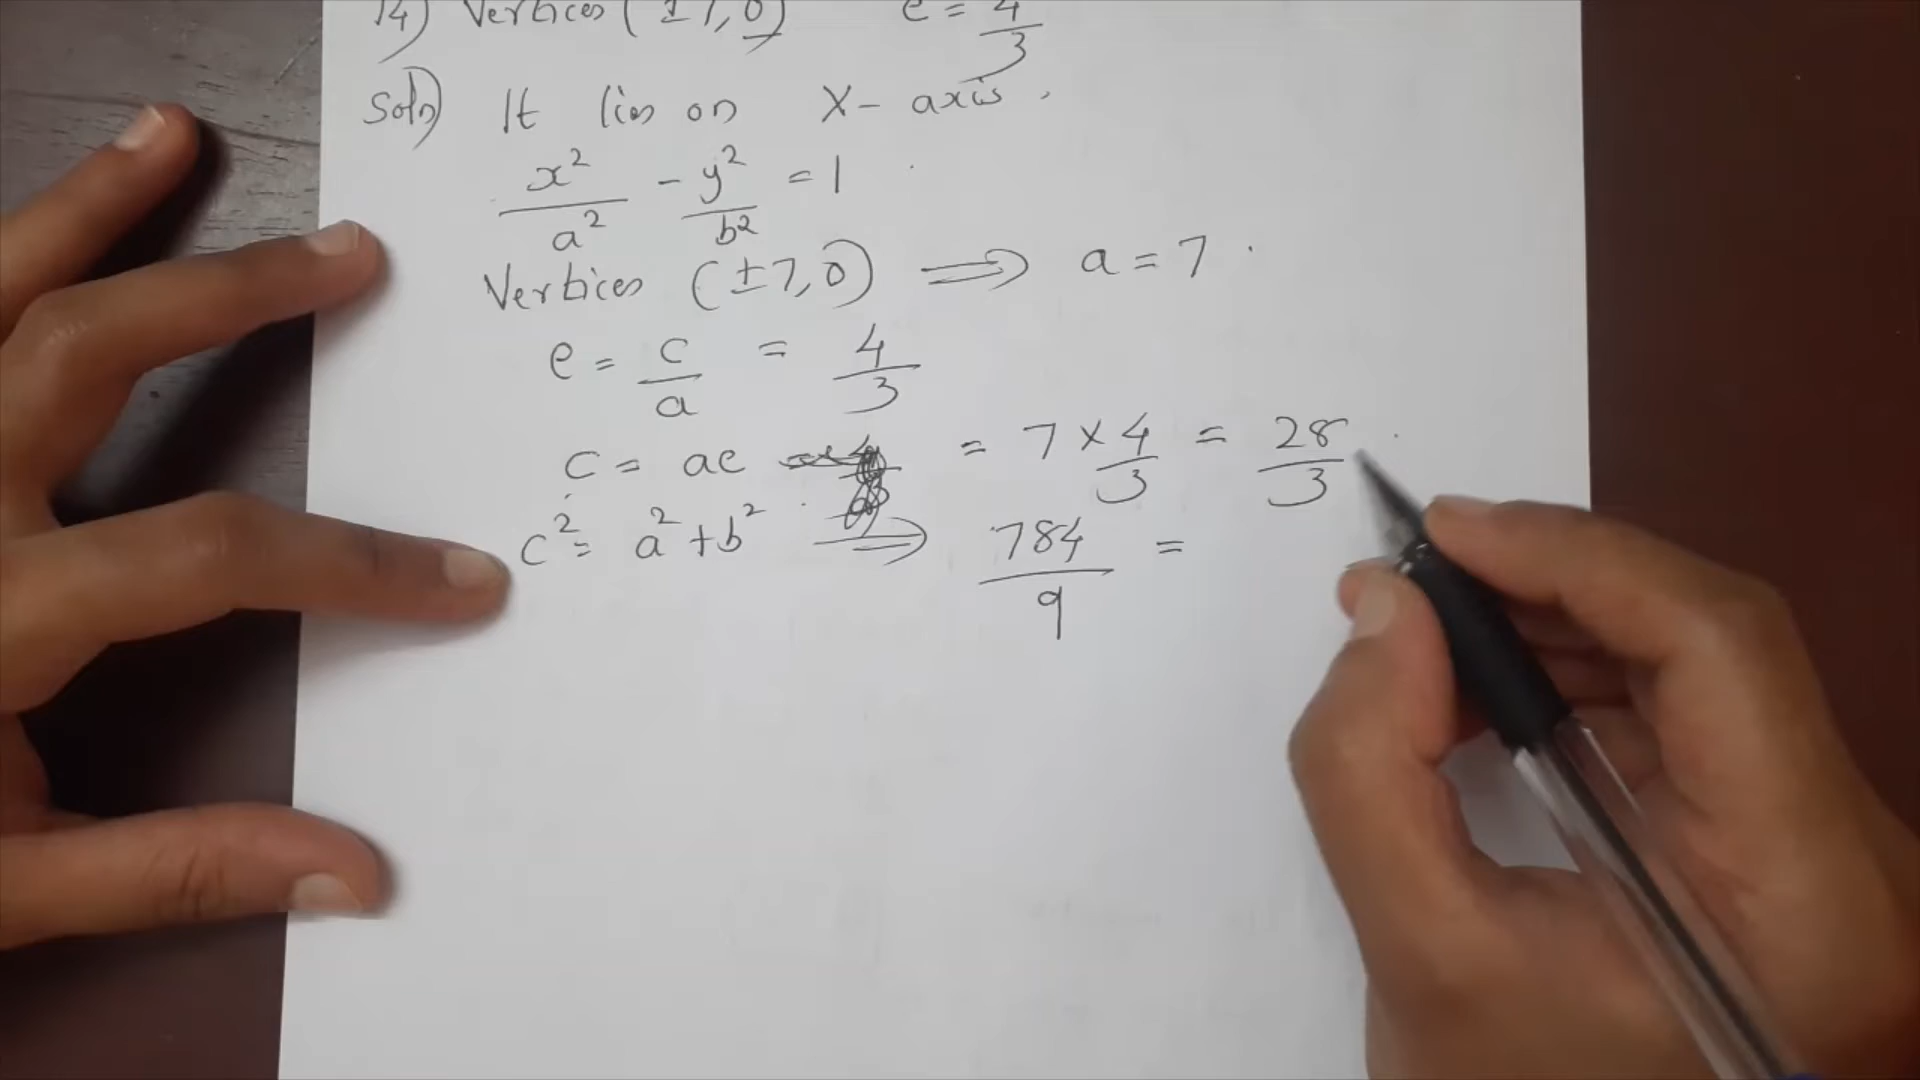 14) Vertices (±7,0) e = 4/3
Soln) It lies on X-axis.
x²/a² - y²/b² = 1
Vertices (±7,0) ⟹ a = 7.
e = c/a = 4/3
c = ae = 7 × 4/3 = 28/3
c² = a² + b² ⟹ 784/9 =